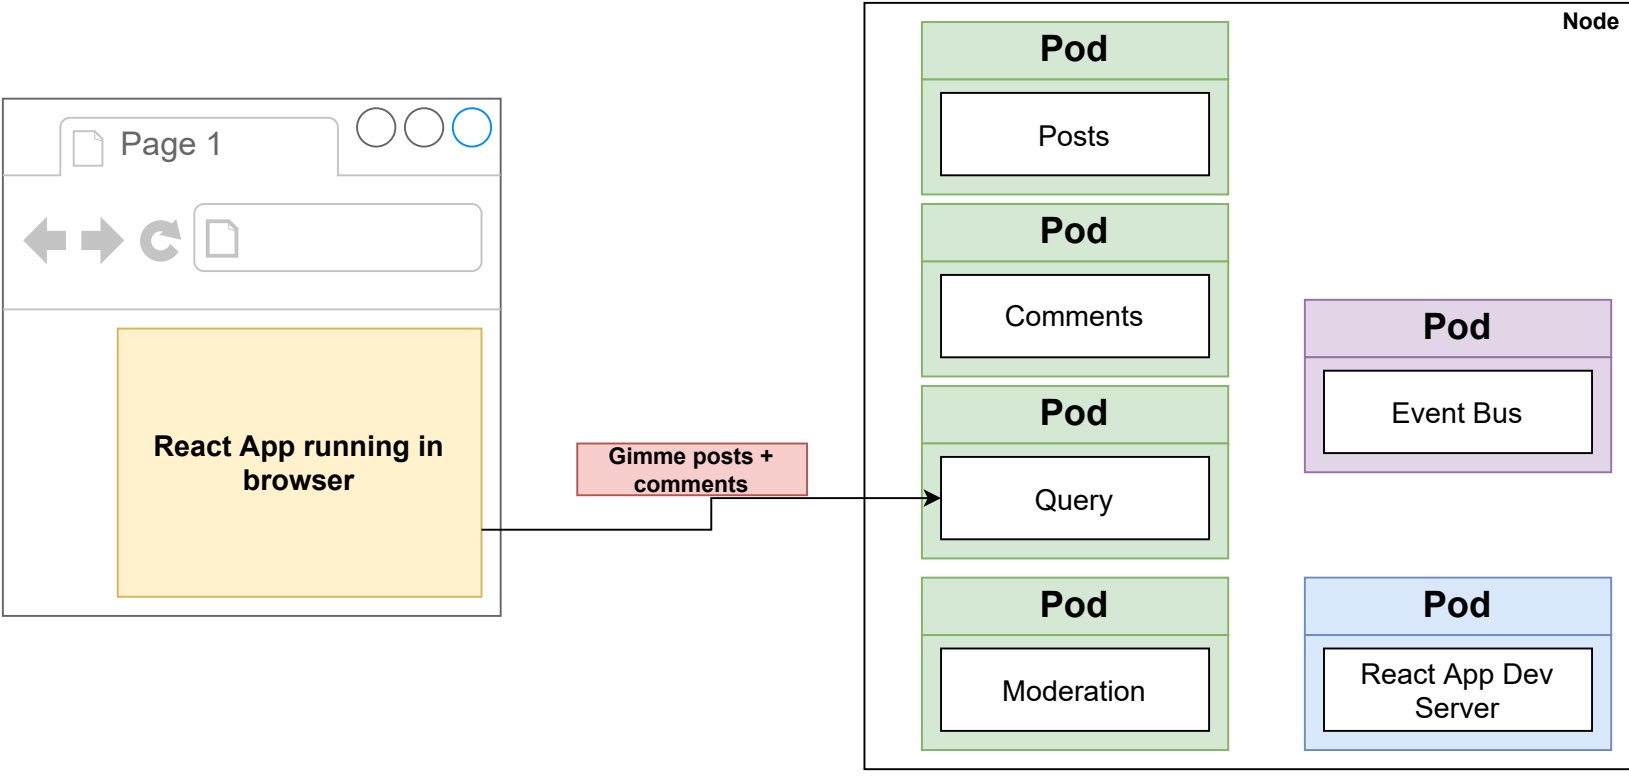 Node
Page 1
React App running in
browser
Gimme posts +
comments
Pod
Posts
Pod
Comments
Pod
Query
Pod
Moderation
Pod
Event Bus
Pod
React App Dev
Server